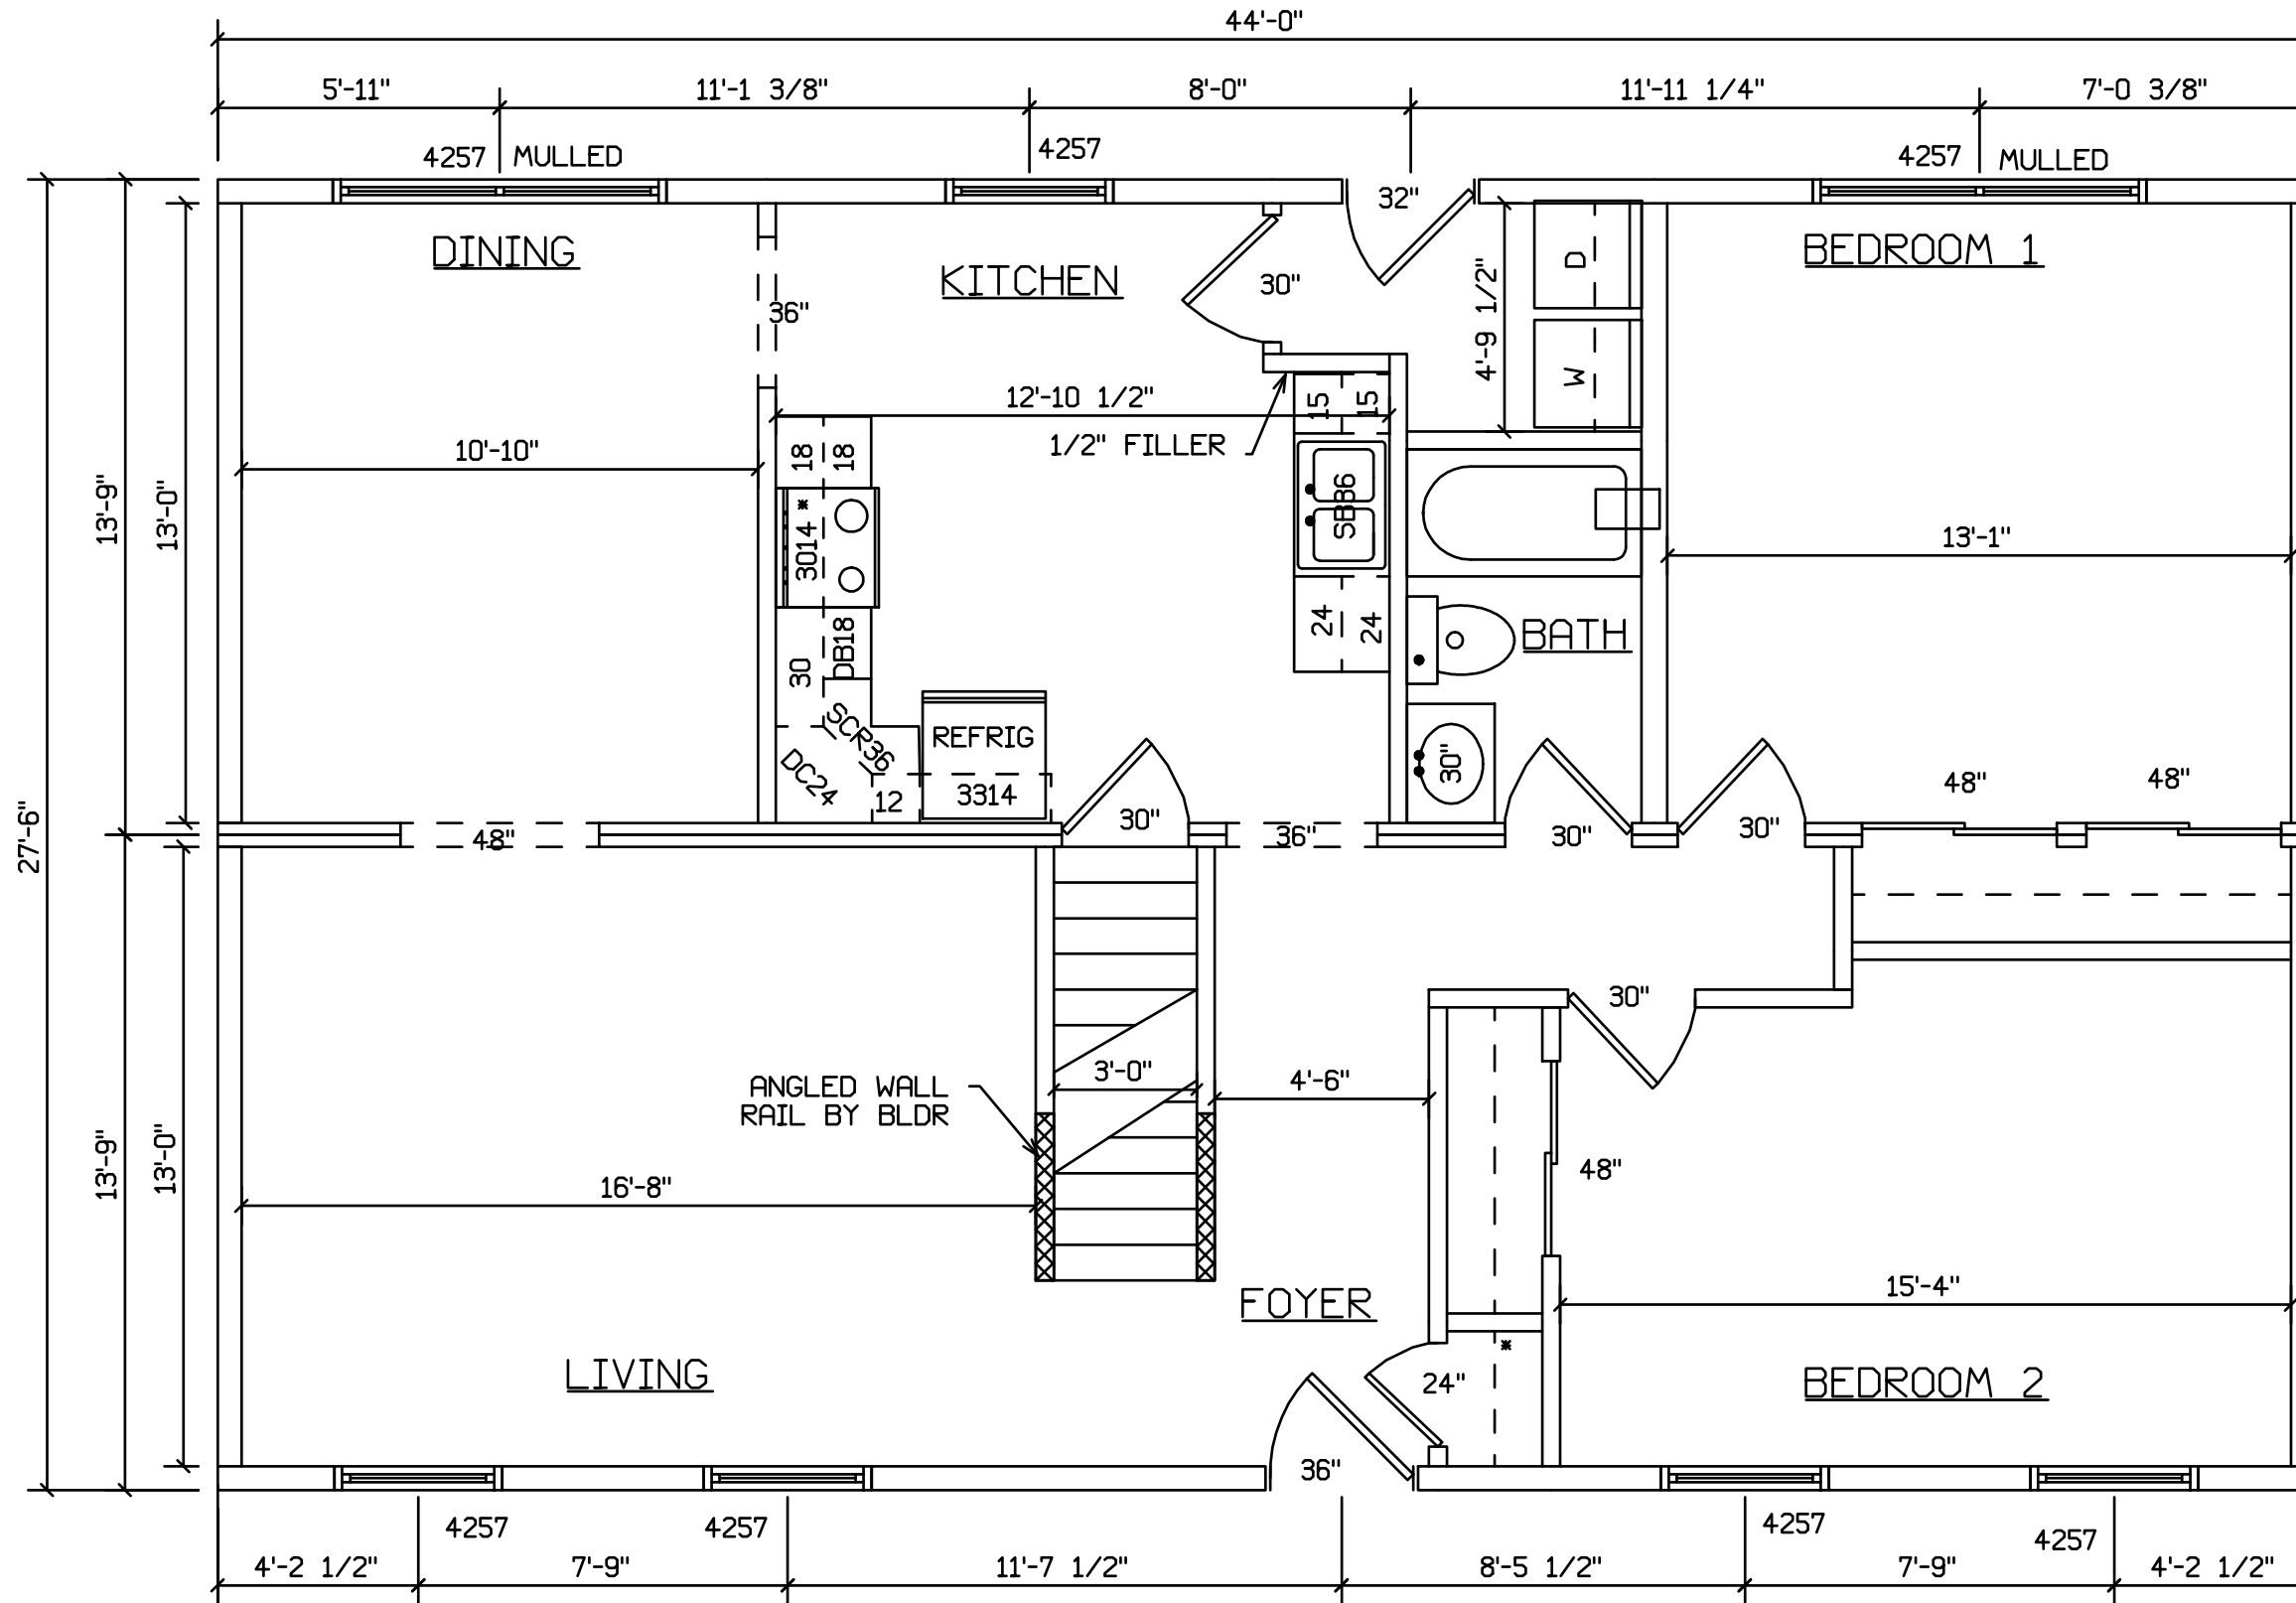 44'-0"
5'-11"
11'-1 3/8"
8'-0"
11'-11 1/4"
7'-0 3/8"
4257 MULLED
4257
4257 MULLED
32"
DINING
KITCHEN
BEDROOM 1
30"
36"
D
4'-9 1/2"
W
12'-10 1/2"
15
15
1/2" FILLER
10'-10"
18
18
13'-9"
13'-0"
3014 *
SBB6
13'-1"
24
24
BATH
DB18
30
SCR36
REFRIG
DC24
12
3314
30"
48"
48"
27'-6"
48"
30"
36"
30"
30"
30"
3'-0"
4'-6"
ANGLED WALL
RAIL BY BLDR
13'-9"
13'-0"
48"
16'-8"
15'-4"
FOYER
*
LIVING
24"
BEDROOM 2
36"
4257
4257
4257
4257
4'-2 1/2"
7'-9"
11'-7 1/2"
8'-5 1/2"
7'-9"
4'-2 1/2"